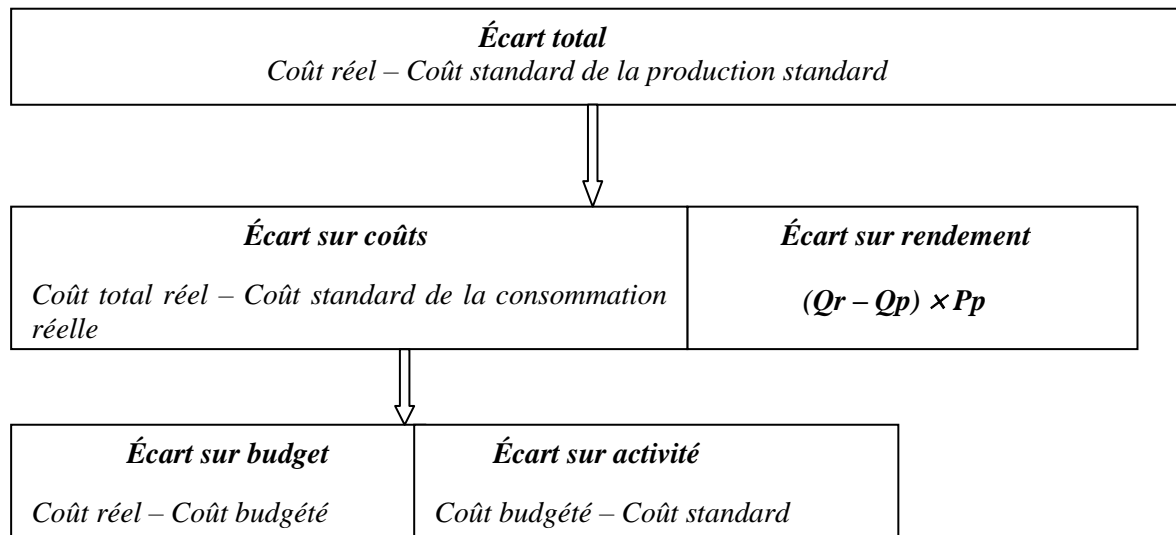 Écart total
Coût réel – Coût standard de la production standard
Écart sur coûts
Coût total réel – Coût standard de la consommation
réelle
Écart sur rendement
(Qr – Qp) × Pp
Écart sur budget
Coût réel – Coût budgété
Écart sur activité
Coût budgété – Coût standard